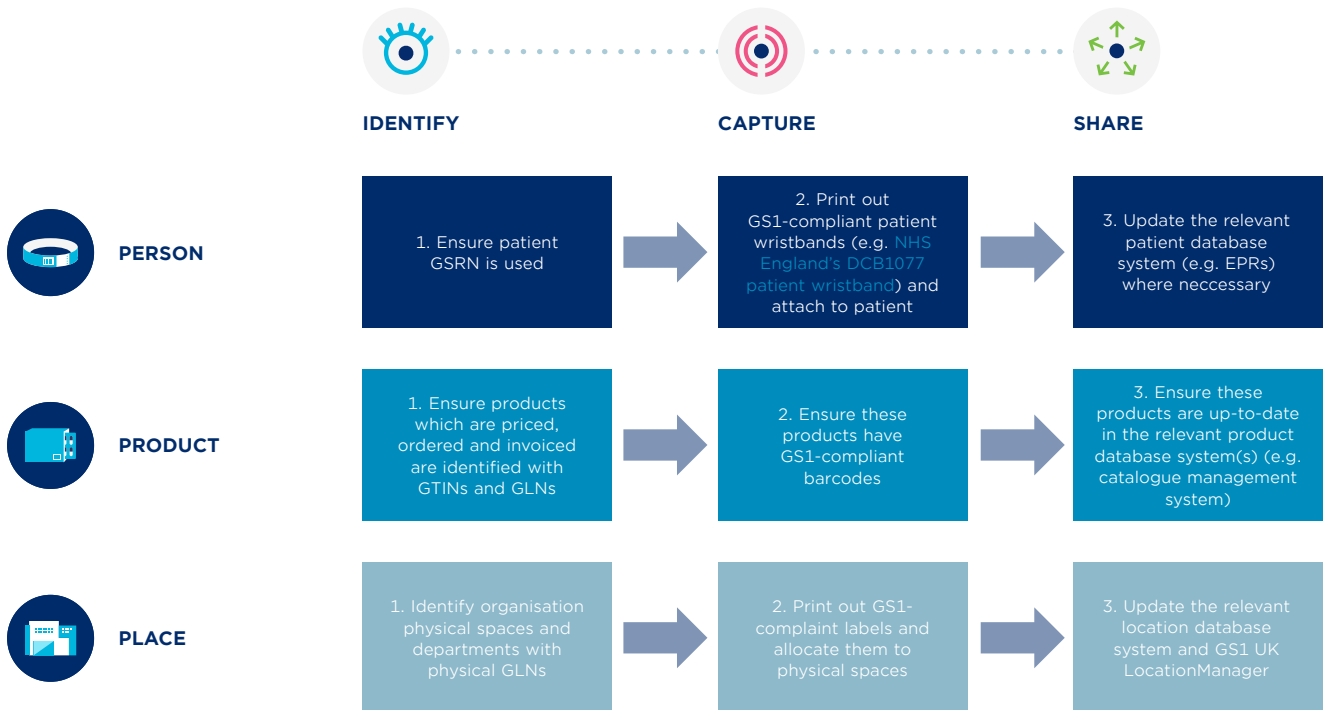 IDENTIFY
CAPTURE
SHARE
PERSON
1. Ensure patient
GSRN is used
2. Print out
GS1-compliant patient
wristbands (e.g. NHS
England's DCB1077
patient wristband) and
attach to patient
3. Update the relevant
patient database
system (e.g. EPRs)
where neccessary
PRODUCT
1. Ensure products
which are priced,
ordered and invoiced
are identified with
GTINs and GLNs
2. Ensure these
products have
GS1-compliant
barcodes
3. Ensure these
products are up-to-date
in the relevant product
database system(s) (e.g.
catalogue management
system)
PLACE
1. Identify organisation
physical spaces and
departments with
physical GLNs
2. Print out GS1-
complaint labels and
allocate them to
physical spaces
3. Update the relevant
location database
system and GS1 UK
LocationManager